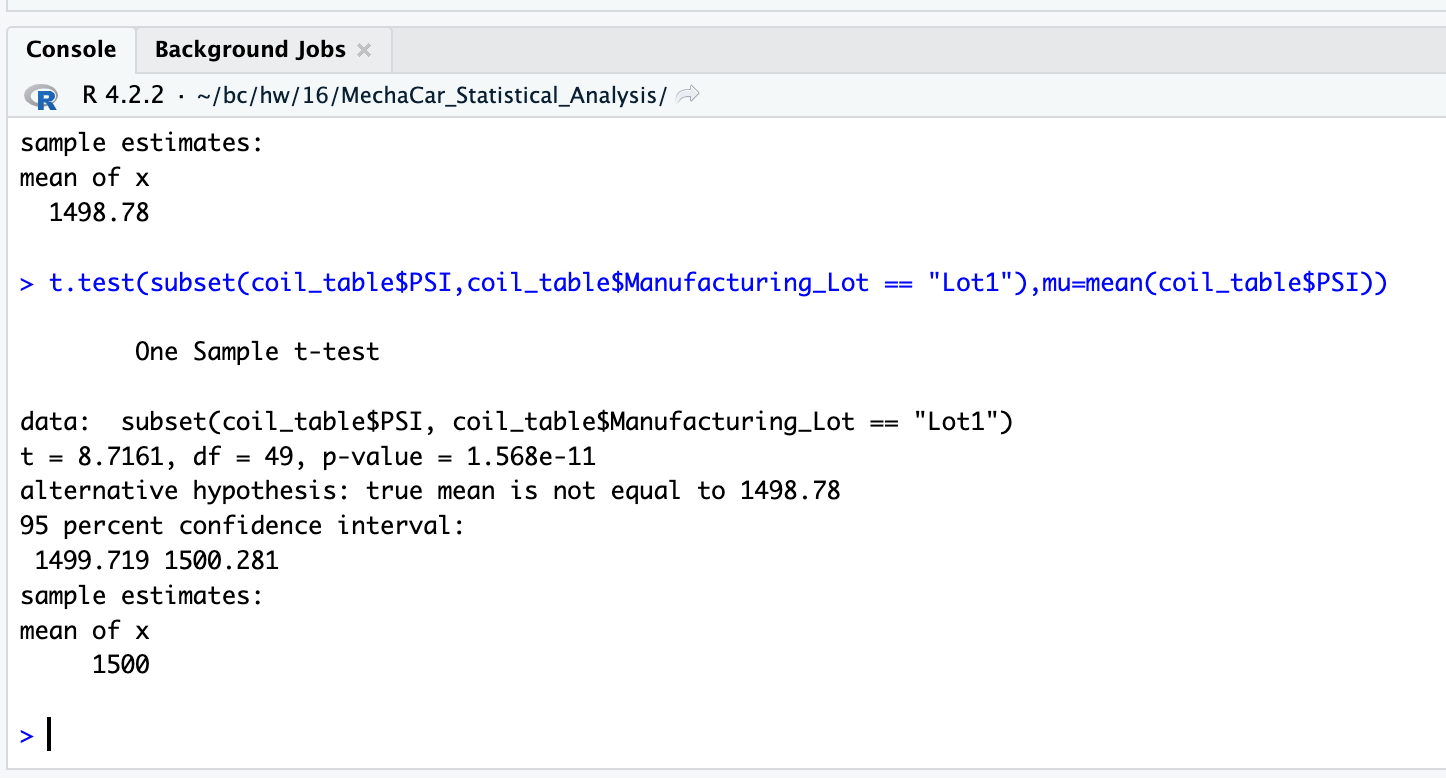 Console Background Jobs
R 4.2.2 · ~/bc/hw/16/MechaCar_Statistical_Analysis/
sample estimates:
mean of x
  1498.78
> t.test(subset(coil_table$PSI,coil_table$Manufacturing_Lot == "Lot1"),mu=mean(coil_table$PSI))
        One Sample t-test
data:  subset(coil_table$PSI, coil_table$Manufacturing_Lot == "Lot1")
t = 8.7161, df = 49, p-value = 1.568e-11
alternative hypothesis: true mean is not equal to 1498.78
95 percent confidence interval:
 1499.719 1500.281
sample estimates:
mean of x
     1500
>